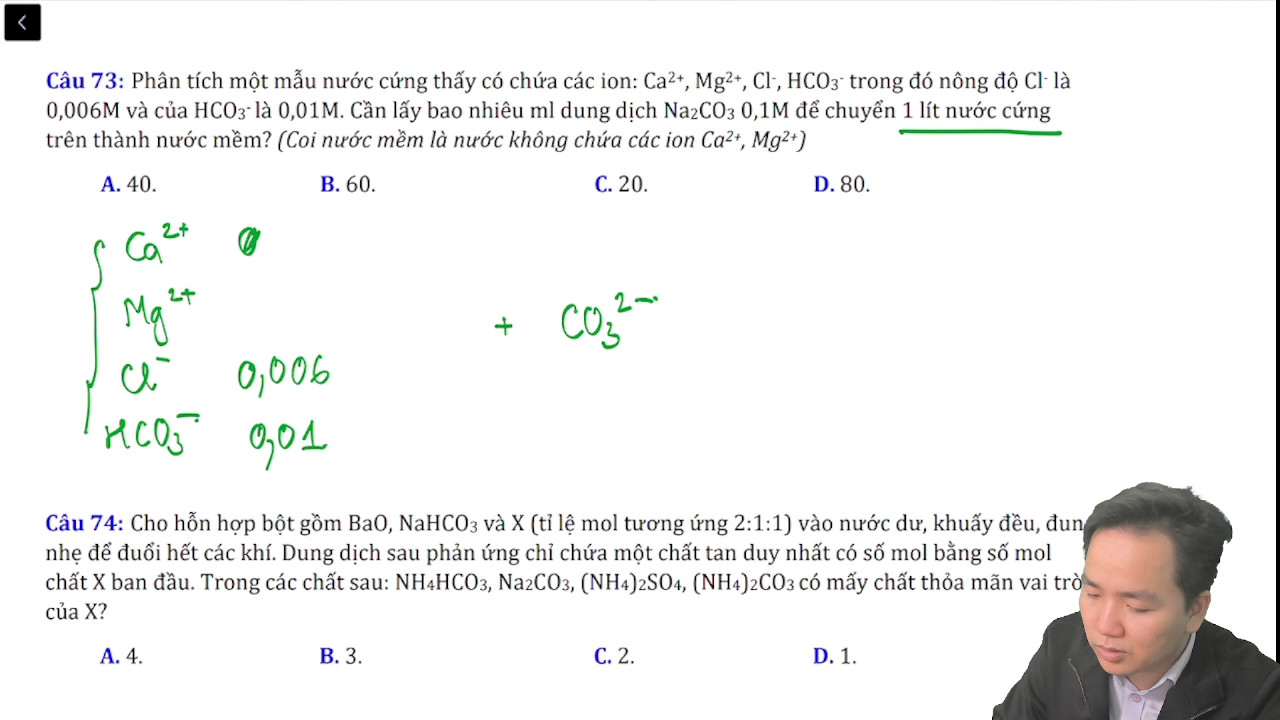 Câu 73: Phân tích một mẫu nước cứng thấy có chứa các ion: Ca²⁺, Mg²⁺, Cl⁻, HCO₃⁻ trong đó nông độ Cl⁻ là
0,006M và của HCO₃⁻ là 0,01M. Cần lấy bao nhiêu ml dung dịch Na₂CO₃ 0,1M để chuyển 1 lít nước cứng
trên thành nước mềm? (Coi nước mềm là nước không chứa các ion Ca²⁺, Mg²⁺)
A. 40. B. 60. C. 20. D. 80.
Ca²⁺
Mg²⁺
+ CO₃²⁻
Cl⁻ 0,006
HCO₃⁻ 0,01
Câu 74: Cho hỗn hợp bột gồm BaO, NaHCO₃ và X (tỉ lệ mol tương ứng 2:1:1) vào nước dư, khuấy đều, đun
nhẹ để đuổi hết các khí. Dung dịch sau phản ứng chỉ chứa một chất tan duy nhất có số mol bằng số mol
chất X ban đầu. Trong các chất sau: NH₄HCO₃, Na₂CO₃, (NH₄)₂SO₄, (NH₄)₂CO₃ có mấy chất thỏa mãn vai trò
của X?
A. 4. B. 3. C. 2. D. 1.